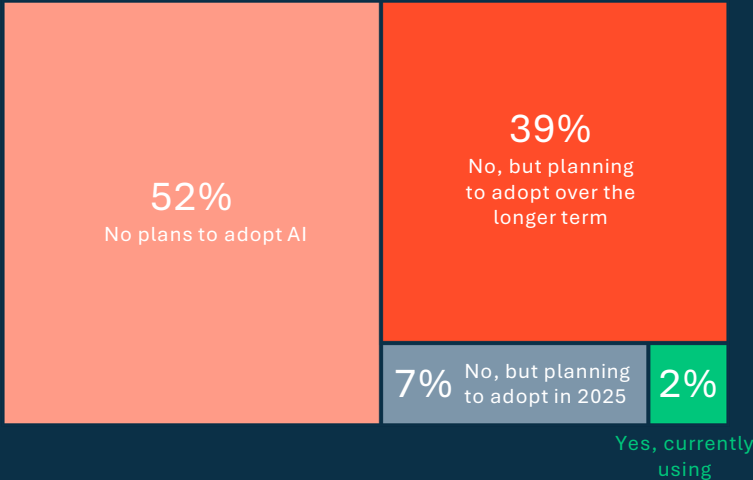 52%
No plans to adopt AI
39%
No, but planning
to adopt over the
longer term
7%
No, but planning
to adopt in 2025
2%
Yes, currently
using